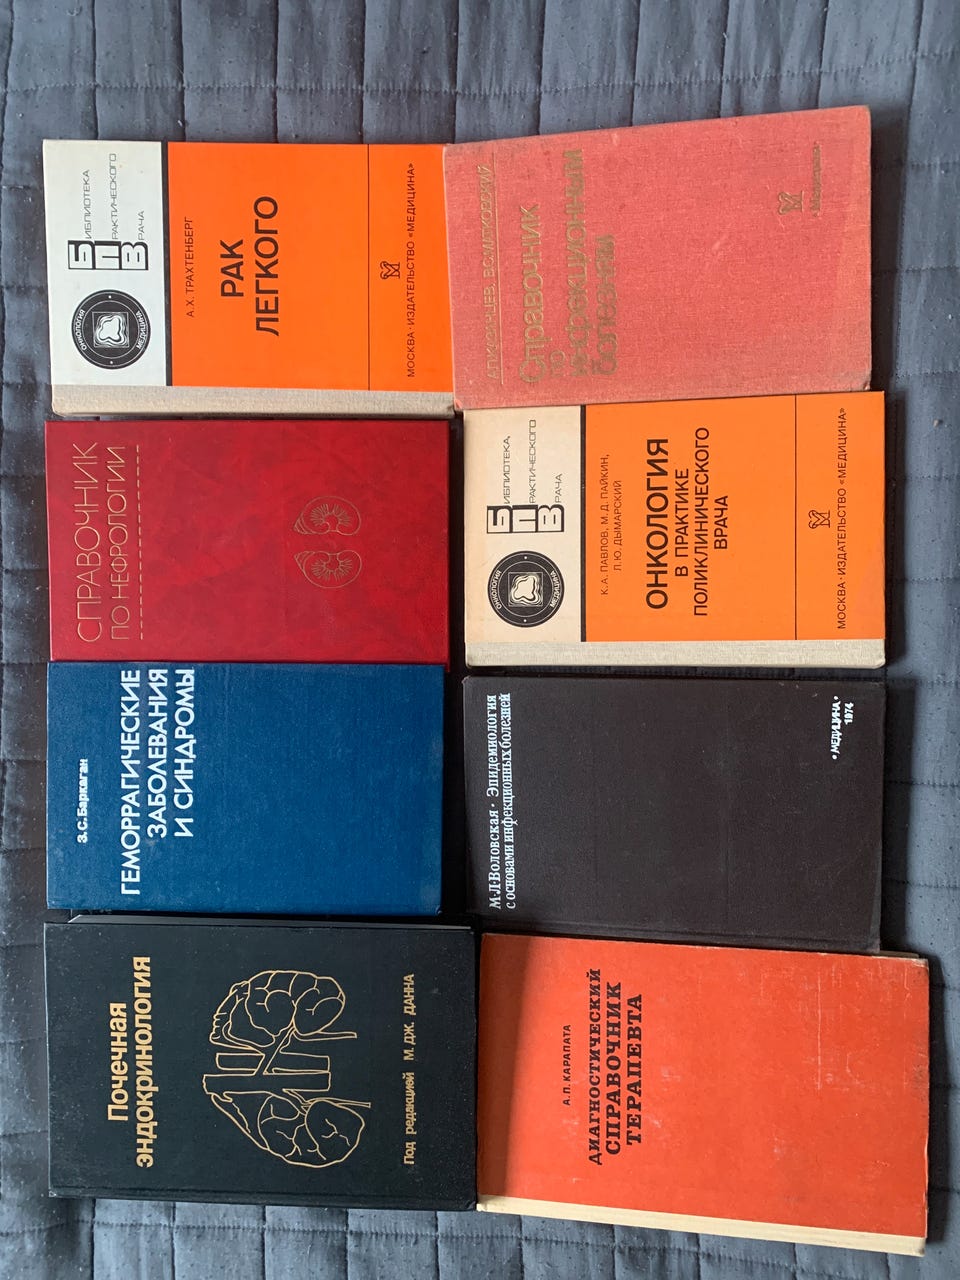 БИБЛИОТЕКА
ПРАКТИЧЕСКОГО
ВРАЧА
ОНКОЛОГИЯ
МЕДИЦИНА
А. Х. ТРАХТЕНБЕРГ
РАК
ЛЕГКОГО
МОСКВА · ИЗДАТЕЛЬСТВО «МЕДИЦИНА»
СПРАВОЧНИК
ПО НЕФРОЛОГИИ
З. С. Баркаган
ГЕМОРРАГИЧЕСКИЕ
ЗАБОЛЕВАНИЯ
И СИНДРОМЫ
Почечная
эндокринология
Под редакцией М. ДЖ. ДАННА
Справочник
по
инфекционным
болезням
«Медицина»
БИБЛИОТЕКА
ПРАКТИЧЕСКОГО
ВРАЧА
ОНКОЛОГИЯ
МЕДИЦИНА
К. А. ПАВЛОВ, М. Д. ПАЙКИН,
Л. Ю. ДЫМАРСКИЙ
ОНКОЛОГИЯ
В ПРАКТИКЕ
ПОЛИКЛИНИЧЕСКОГО
ВРАЧА
МОСКВА · ИЗДАТЕЛЬСТВО «МЕДИЦИНА»
М·Л·Воловская · Эпидемиология
с основами инфекционных болезней
• МЕДИЦИНА •
1974
А. П. КАРАПАТА
ДИАГНОСТИЧЕСКИЙ
СПРАВОЧНИК
ТЕРАПЕВТА